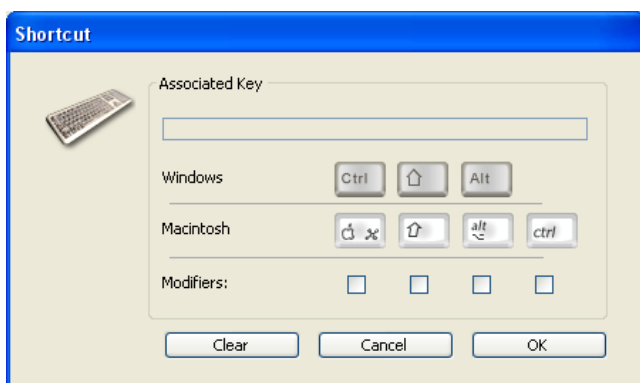 Shortcut
Associated Key
Windows Ctrl Alt
Macintosh alt ctrl
Modifiers:
Clear Cancel OK